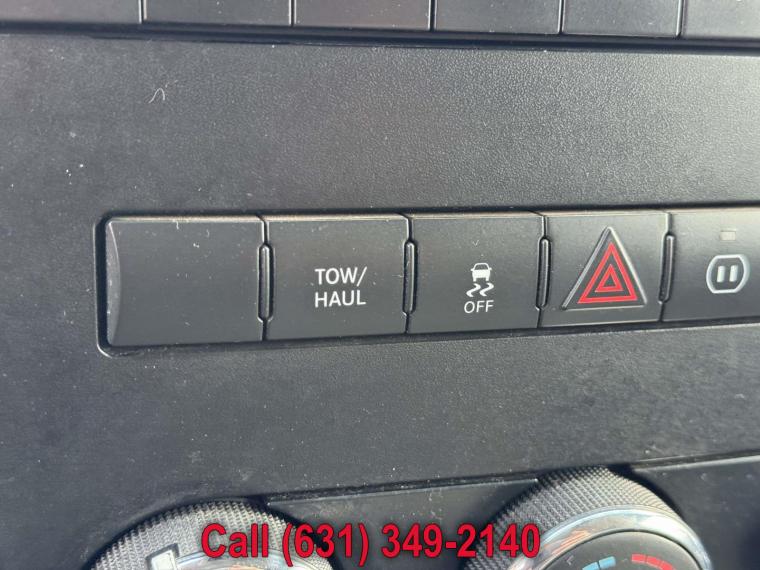 TOW/
HAUL
OFF
Call (631) 349-2140